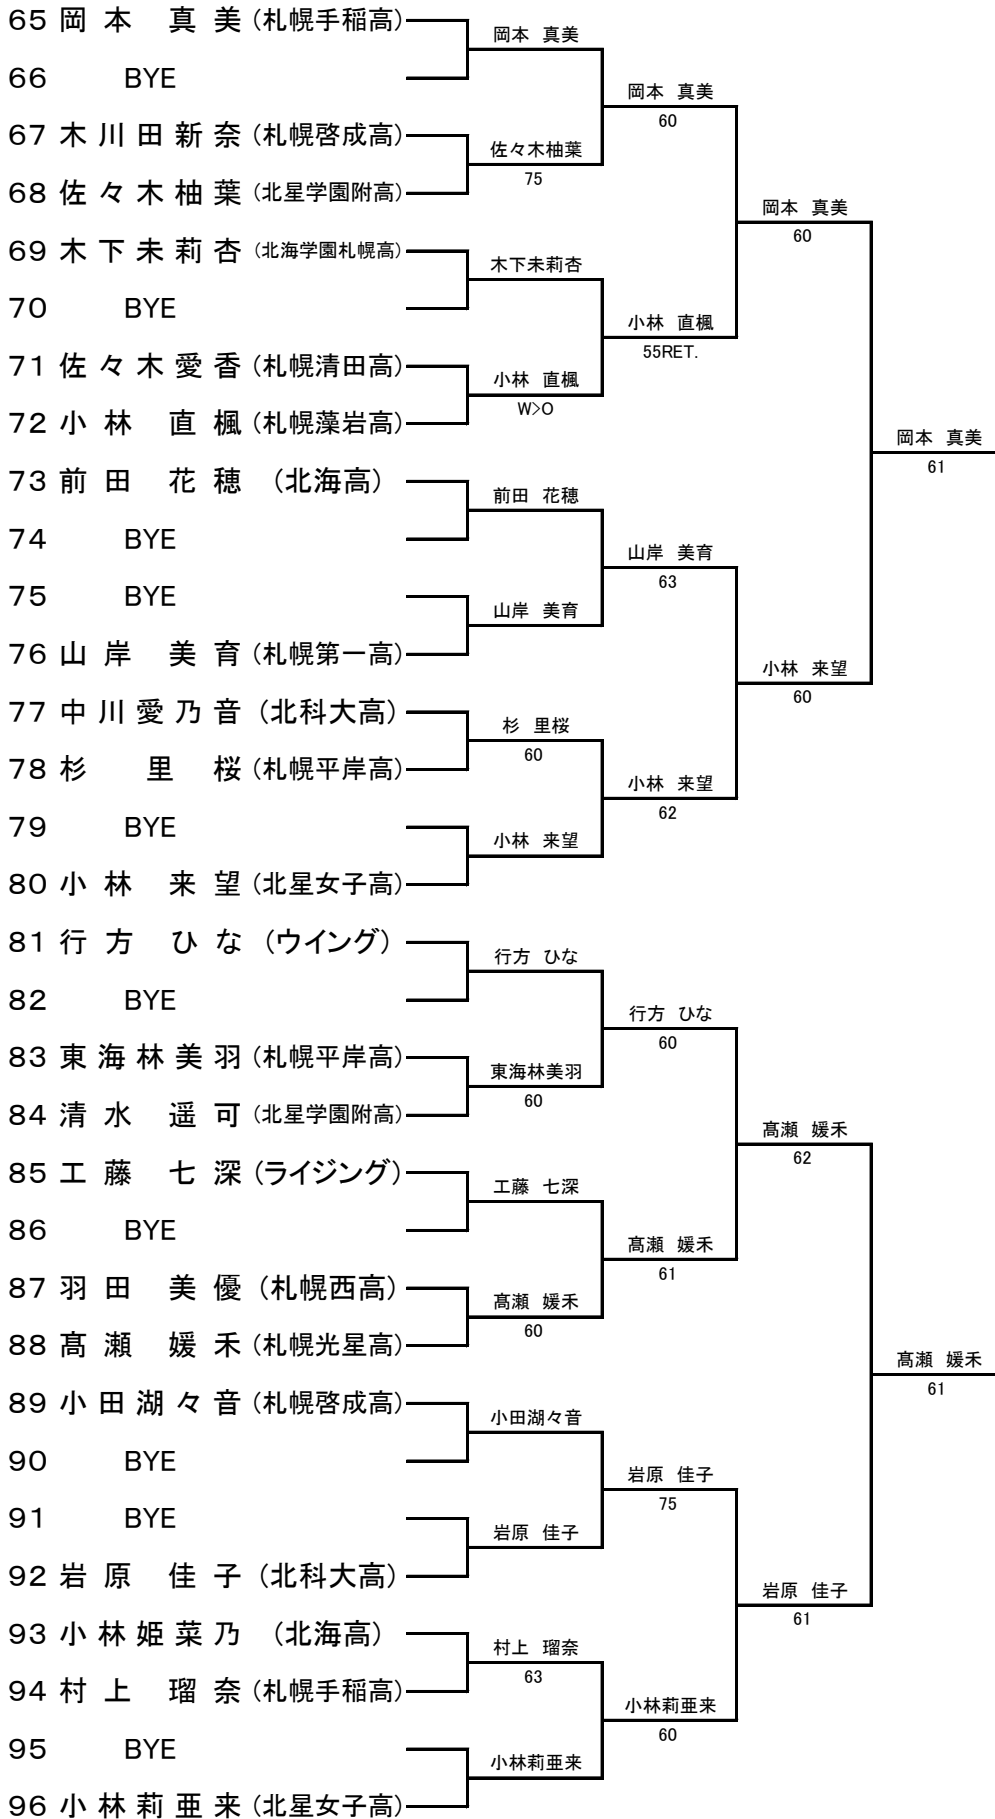 65 岡 本 真 美 (札幌手稲高)
岡本 真美
66 BYE
岡本 真美
60
67 木 川 田 新 奈 (札幌啓成高)
佐々木柚葉
75
68 佐 々 木 柚 葉 (北星学園附高)
岡本 真美
60
69 木 下 未 莉 杏 (北海学園札幌高)
木下未莉杏
70 BYE
小林 直楓
55RET.
71 佐 々 木 愛 香 (札幌清田高)
小林 直楓
W>O
72 小 林 直 楓 (札幌藻岩高)
岡本 真美
61
73 前 田 花 穂 (北海高)
前田 花穂
74 BYE
山岸 美育
63
75 BYE
山岸 美育
76 山 岸 美 育 (札幌第一高)
小林 来望
60
77 中 川 愛 乃 音 (北科大高)
杉 里桜
60
78 杉 里 桜 (札幌平岸高)
小林 来望
62
79 BYE
小林 来望
80 小 林 来 望 (北星女子高)
81 行 方 ひ な (ウイング)
行方 ひな
82 BYE
行方 ひな
60
83 東 海 林 美 羽 (札幌平岸高)
東海林美羽
60
84 清 水 遥 可 (北星学園附高)
髙瀬 媛禾
62
85 工 藤 七 深 (ライジング)
工藤 七深
86 BYE
髙瀬 媛禾
61
87 羽 田 美 優 (札幌西高)
髙瀬 媛禾
60
88 髙 瀬 媛 禾 (札幌光星高)
髙瀬 媛禾
61
89 小 田 湖 々 音 (札幌啓成高)
小田湖々音
90 BYE
岩原 佳子
75
91 BYE
岩原 佳子
92 岩 原 佳 子 (北科大高)
岩原 佳子
61
93 小 林 姫 菜 乃 (北海高)
村上 瑠奈
63
94 村 上 瑠 奈 (札幌手稲高)
小林莉亜来
60
95 BYE
小林莉亜来
96 小 林 莉 亜 来 (北星女子高)